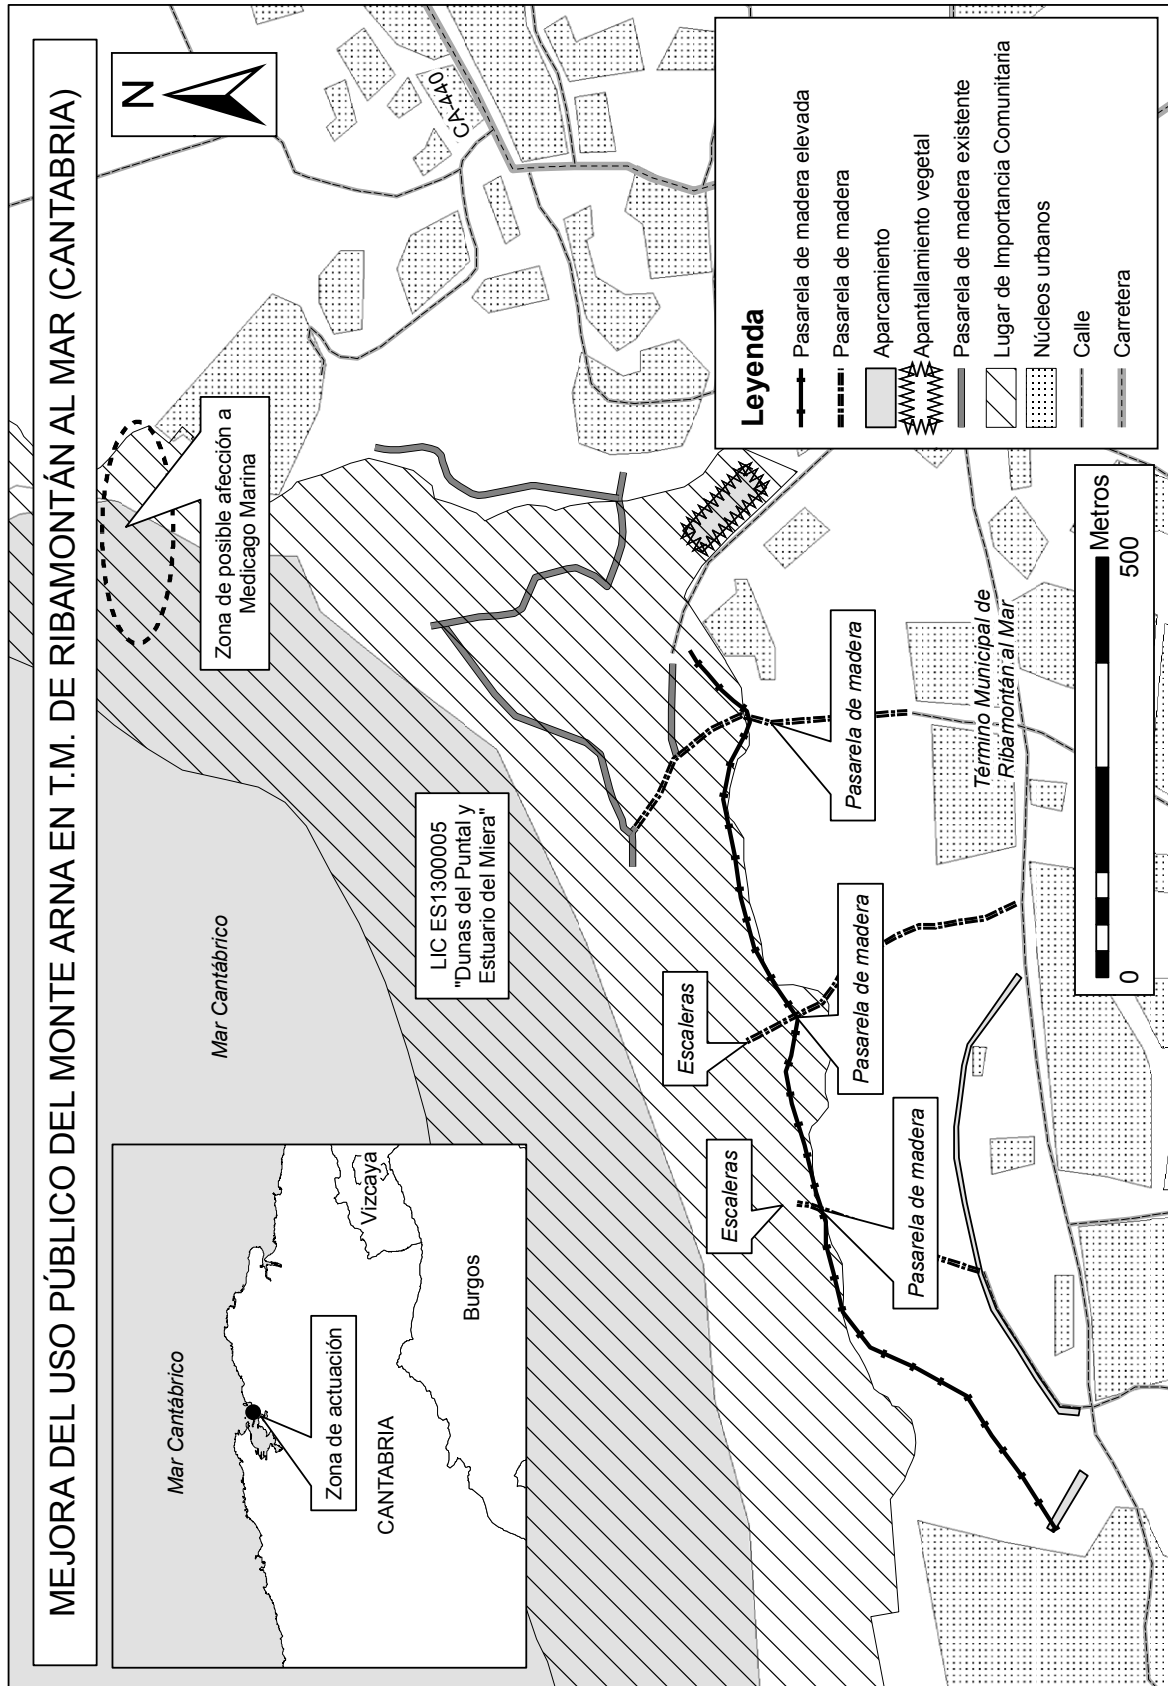 MEJORA DEL USO PÚBLICO DEL MONTE ARNA EN T.M. DE RIBAMONTÁN AL MAR (CANTABRIA)
N
Mar Cantábrico
Vizcaya
Burgos
Zona de actuación
CANTABRIA
Mar Cantábrico
Zona de posible afección a
Medicago Marina
CA-440
LIC ES1300005
"Dunas del Puntal y
Estuario del Miera"
Escaleras
Escaleras
Pasarela de madera
Pasarela de madera
Pasarela de madera
Término Municipal de
Ribamontán al Mar
Leyenda
Pasarela de madera elevada
Pasarela de madera
Aparcamiento
Apantallamiento vegetal
Pasarela de madera existente
Lugar de Importancia Comunitaria
Núcleos urbanos
Calle
Carretera
Metros
0
500